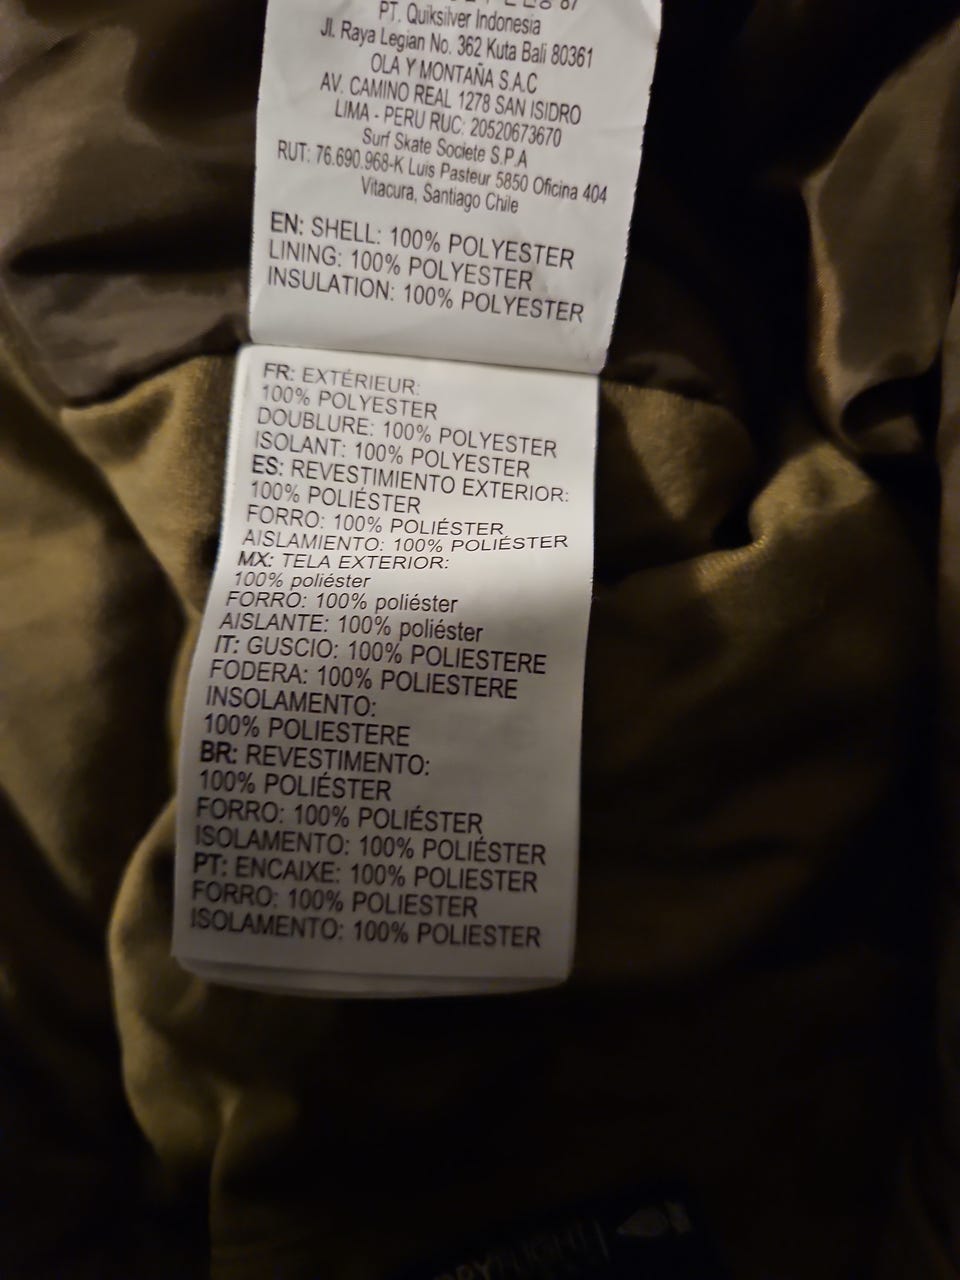 87
PT. Quiksilver Indonesia
Jl. Raya Legian No. 362 Kuta Bali 80361
OLA Y MONTAÑA S.A.C
AV. CAMINO REAL 1278 SAN ISIDRO
LIMA - PERU RUC: 20520673670
Surf Skate Societe S.P.A
RUT: 76.690.968-K Luis Pasteur 5850 Oficina 404
Vitacura, Santiago Chile
EN: SHELL: 100% POLYESTER
LINING: 100% POLYESTER
INSULATION: 100% POLYESTER
FR: EXTÉRIEUR:
100% POLYESTER
DOUBLURE: 100% POLYESTER
ISOLANT: 100% POLYESTER
ES: REVESTIMIENTO EXTERIOR:
100% POLIÉSTER
FORRO: 100% POLIÉSTER
AISLAMIENTO: 100% POLIÉSTER
MX: TELA EXTERIOR:
100% poliéster
FORRO: 100% poliéster
AISLANTE: 100% poliéster
IT: GUSCIO: 100% POLIESTERE
FODERA: 100% POLIESTERE
INSOLAMENTO:
100% POLIESTERE
BR: REVESTIMENTO:
100% POLIÉSTER
FORRO: 100% POLIÉSTER
ISOLAMENTO: 100% POLIÉSTER
PT: ENCAIXE: 100% POLIESTER
FORRO: 100% POLIESTER
ISOLAMENTO: 100% POLIESTER